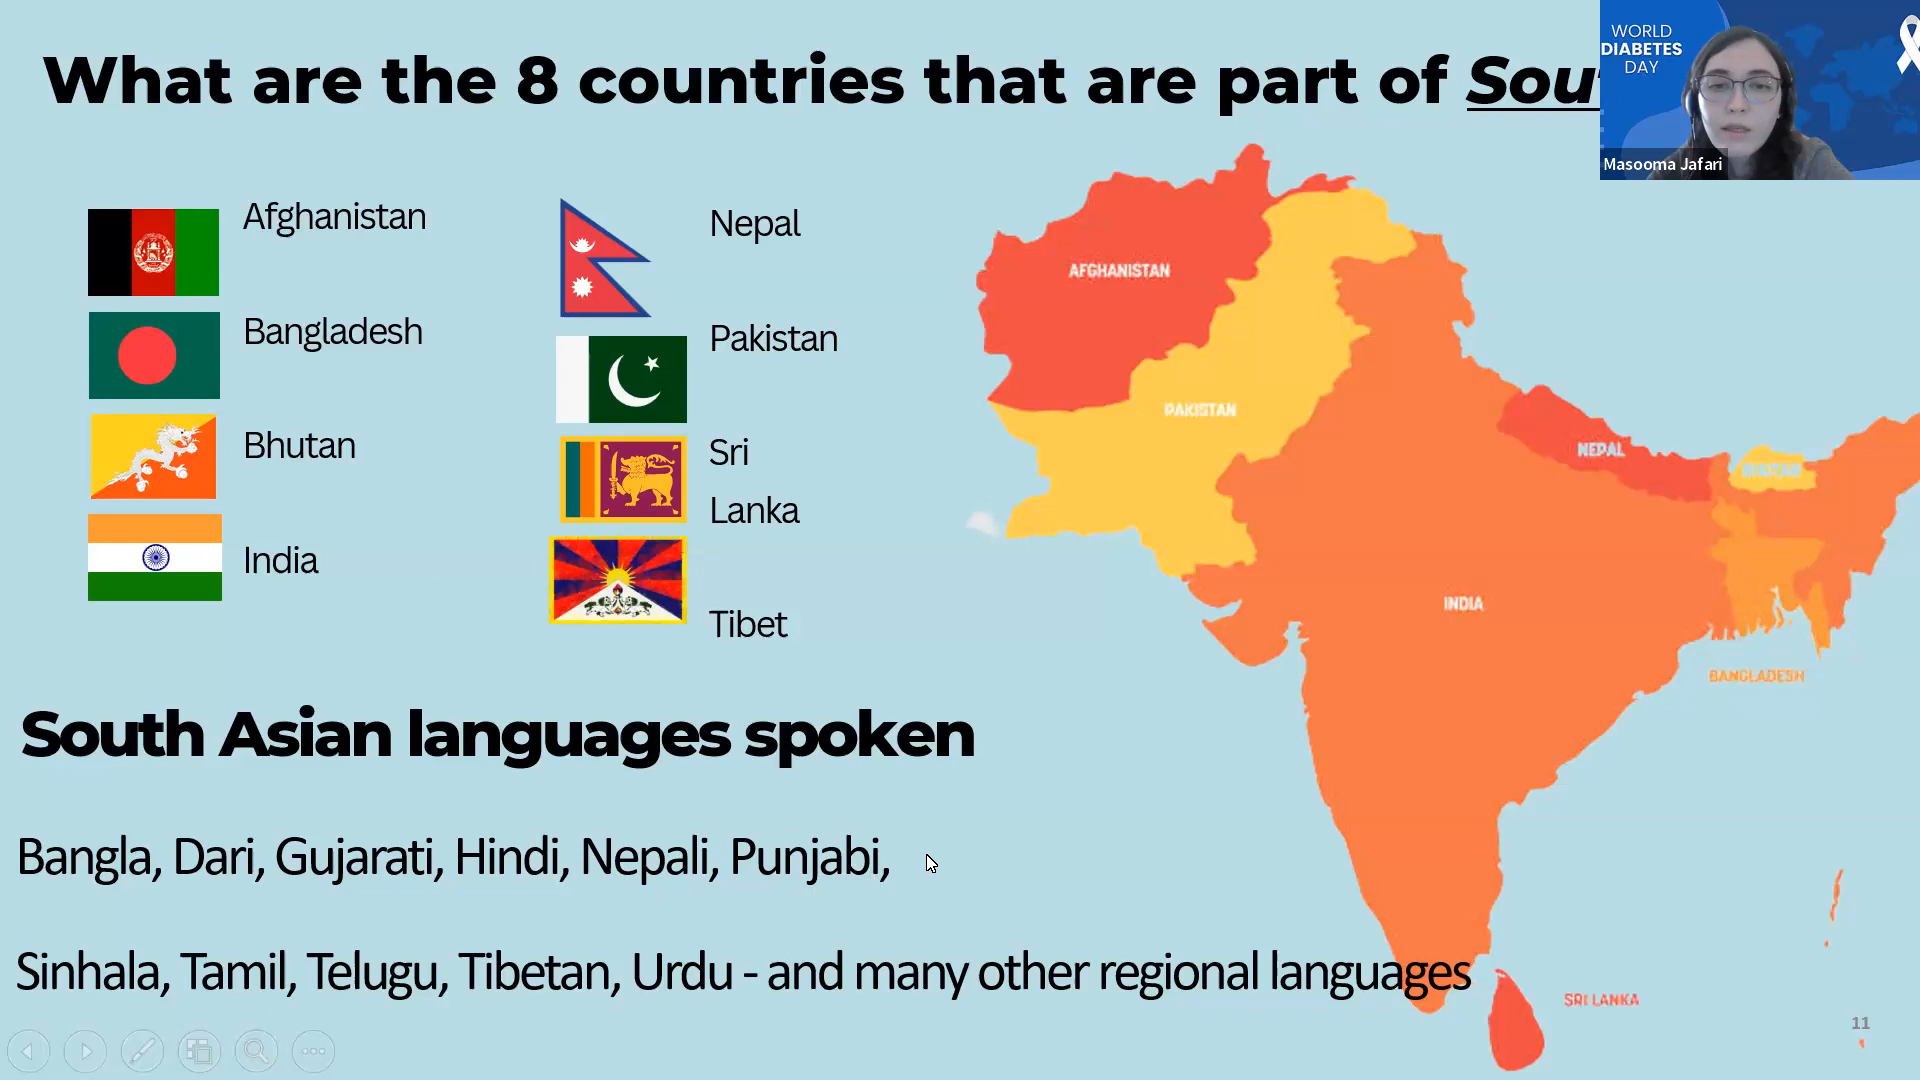 What are the 8 countries that are part of Sou
WORLD
DIABETES
DAY
Masooma Jafari
Afghanistan
Bangladesh
Bhutan
India
Nepal
Pakistan
Sri
Lanka
Tibet
AFGHANISTAN
PAKISTAN
NEPAL
BHUTAN
INDIA
BANGLADESH
SRI LANKA
South Asian languages spoken
Bangla, Dari, Gujarati, Hindi, Nepali, Punjabi,
Sinhala, Tamil, Telugu, Tibetan, Urdu - and many other regional languages
11